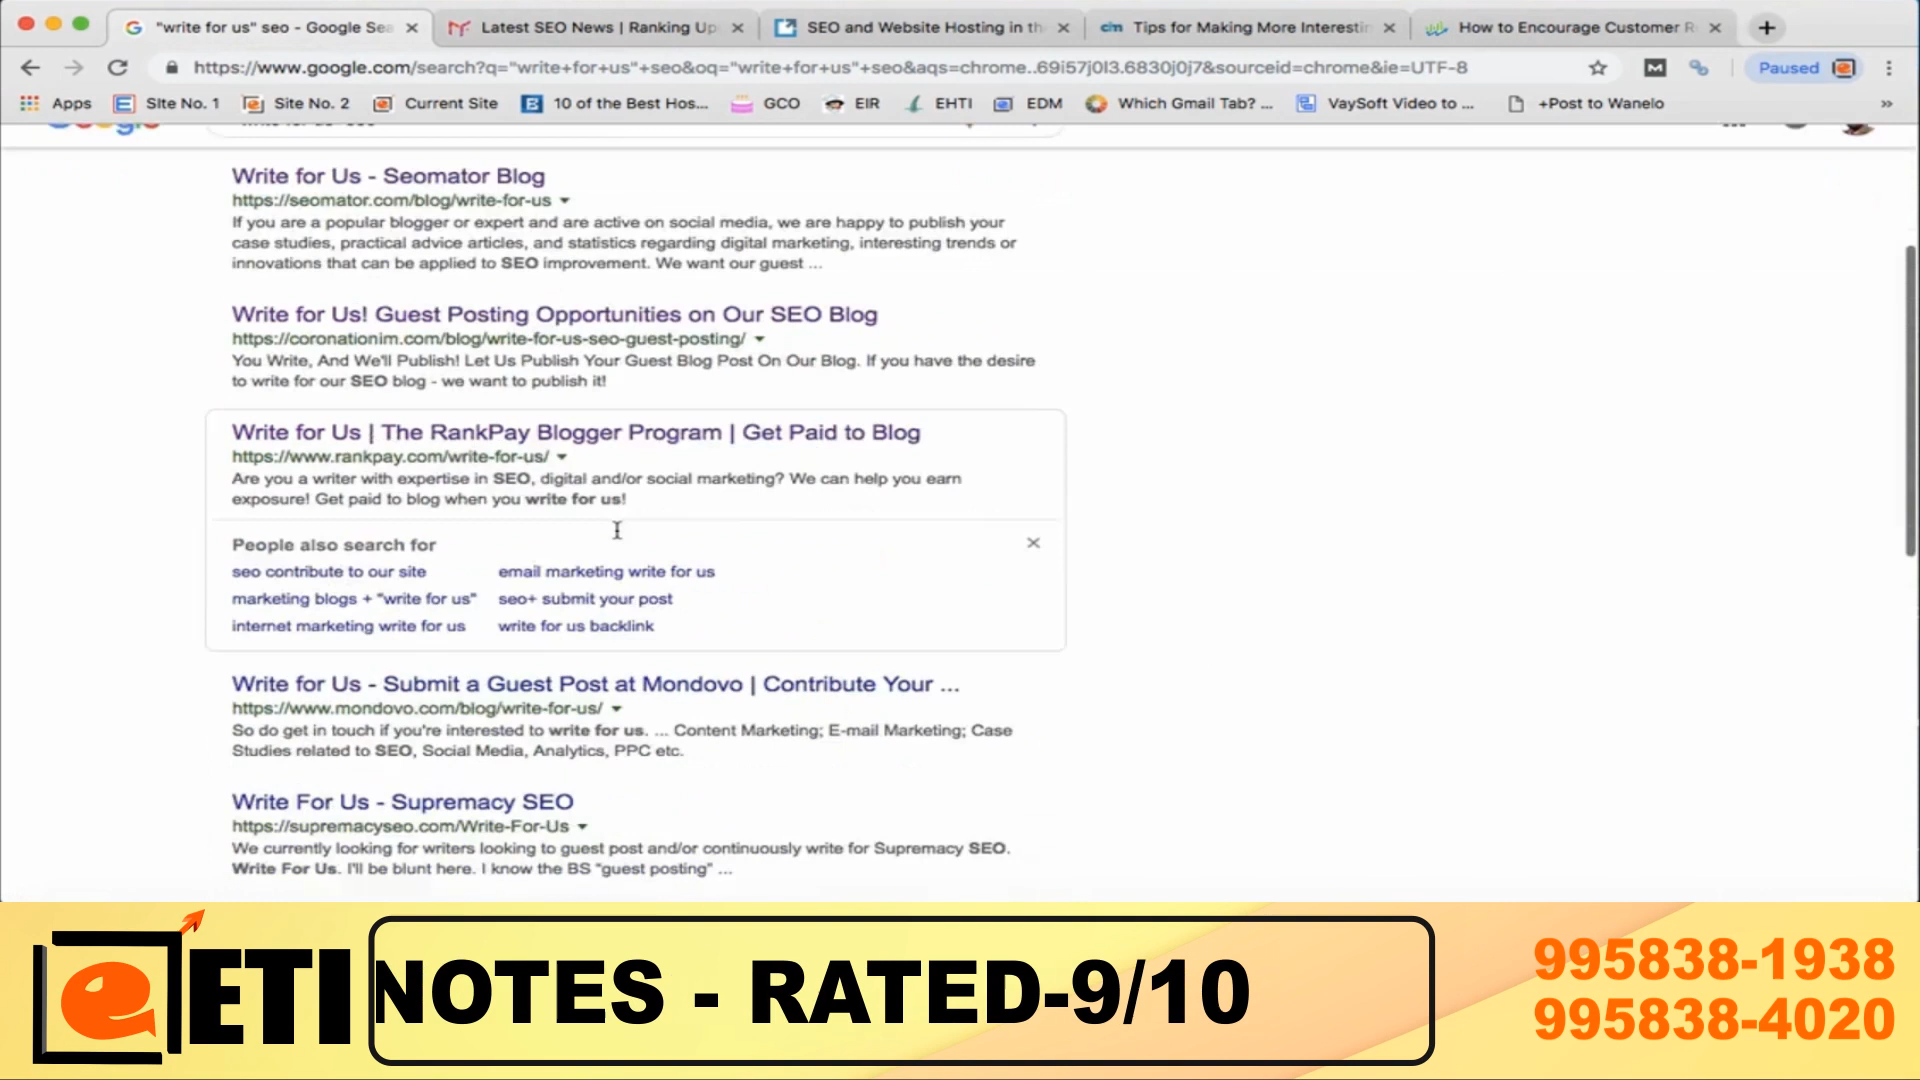 "write for us" seo - Google Sea
Latest SEO News | Ranking Up
SEO and Website Hosting in th
Tips for Making More Interestin
How to Encourage Customer R
https://www.google.com/search?q="write+for+us"+seo&oq="write+for+us"+seo&aqs=chrome..69i57j0l3.6830j0j7&sourceid=chrome&ie=UTF-8
Paused
Apps
SIte No. 1
Site No. 2
Current Site
10 of the Best Hos...
GCO
EIR
EHTI
EDM
Which Gmail Tab? ...
VaySoft Video to ...
+Post to Wanelo
»
Write for Us - Seomator Blog
https://seomator.com/blog/write-for-us
If you are a popular blogger or expert and are active on social media, we are happy to publish your
case studies, practical advice articles, and statistics regarding digital marketing, interesting trends or
innovations that can be applied to SEO improvement. We want our guest ...
Write for Us! Guest Posting Opportunities on Our SEO Blog
https://coronationim.com/blog/write-for-us-seo-guest-posting/
You Write, And We'll Publish! Let Us Publish Your Guest Blog Post On Our Blog. If you have the desire
to write for our SEO blog - we want to publish it!
Write for Us | The RankPay Blogger Program | Get Paid to Blog
https://www.rankpay.com/write-for-us/
Are you a writer with expertise in SEO, digital and/or social marketing? We can help you earn
exposure! Get paid to blog when you write for us!
People also search for
seo contribute to our site
email marketing write for us
marketing blogs + "write for us"
seo+ submit your post
internet marketing write for us
write for us backlink
Write for Us - Submit a Guest Post at Mondovo | Contribute Your ...
https://www.mondovo.com/blog/write-for-us/
So do get in touch if you're interested to write for us. ... Content Marketing; E-mail Marketing; Case
Studies related to SEO, Social Media, Analytics, PPC etc.
Write For Us - Supremacy SEO
https://supremacyseo.com/Write-For-Us
We currently looking for writers looking to guest post and/or continuously write for Supremacy SEO.
Write For Us. I'll be blunt here. I know the BS "guest posting" ...
ETI
NOTES - RATED-9/10
995838-1938
995838-4020